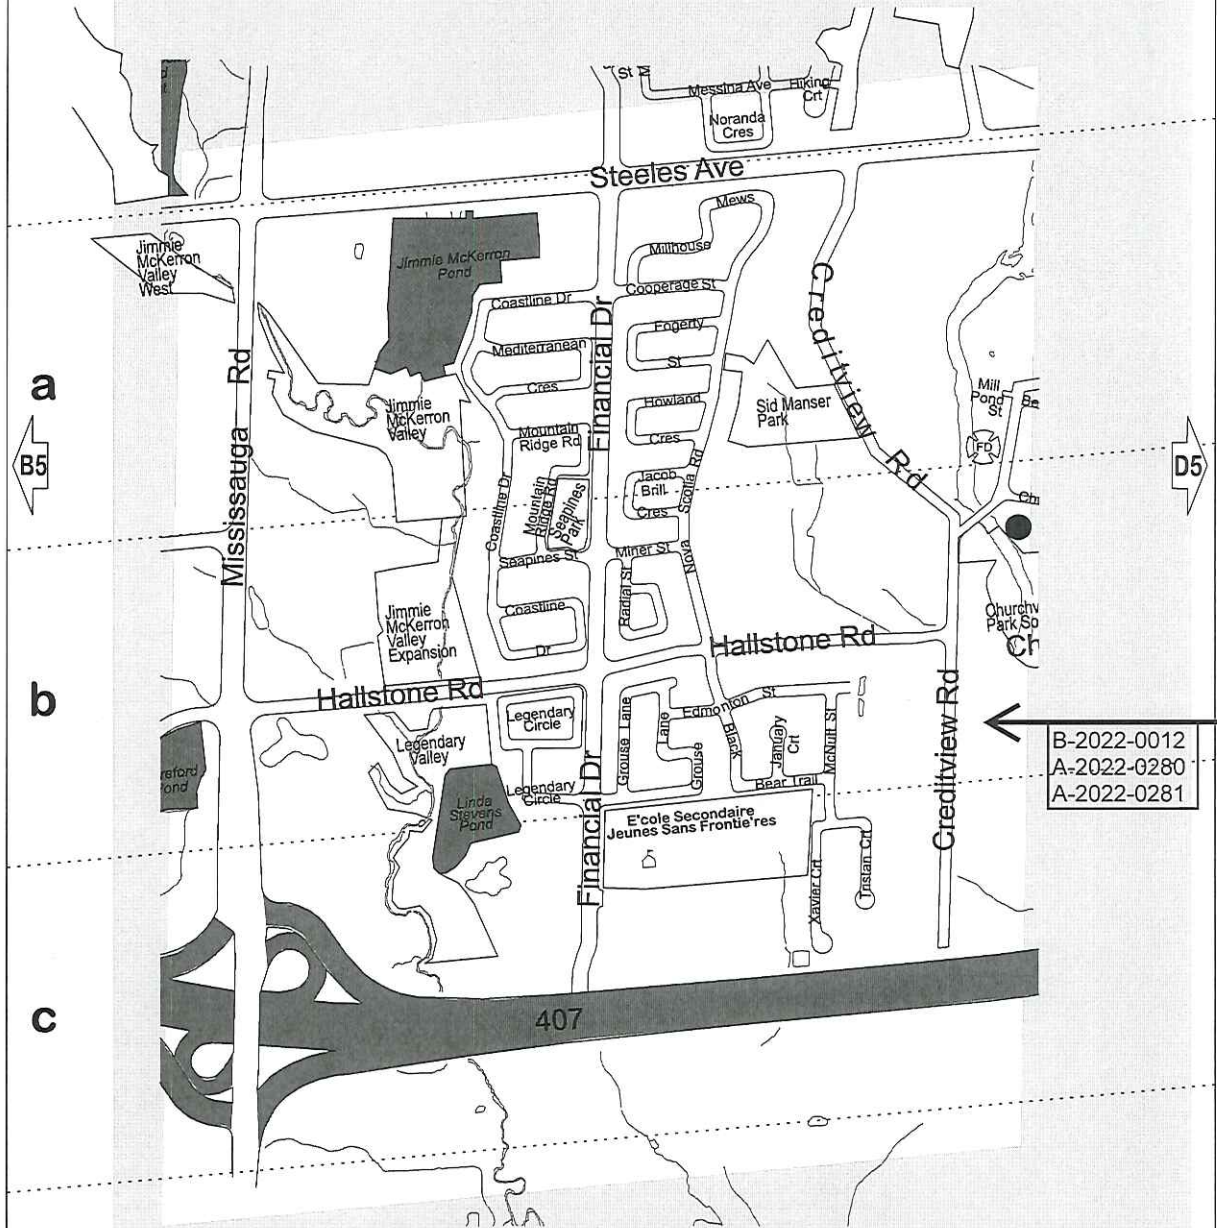 St
Messina Ave
Hiking
Crt
Noranda
Cres
Steeles Ave
Mews
Jimmie
McKerron
Valley
West
Jimmie McKerron
Pond
Millhouse
Cooperage St
Coastline Dr
Fogerty
St
Mediterranean
Cres
Financial Dr
Creditview Rd
Mississauga Rd
a
B5
D5
Jimmie
McKerron
Valley
Howland
Cres
Sid Manser
Park
Mill
Pond
St
FD
Mountain
Ridge Rd
Mountain
Ridge Rd
Seapines
Park
Coastline Dr
Jacob
Brill
Cres
Nova Scotia Rd
Seapines St
Miner St
Radial St
Coastline
Dr
Jimmie
McKerron
Valley
Expansion
Hallstone Rd
Churchv
Park So
Ch
b
Hallstone Rd
Legendary
Circle
Legendary
Valley
Grouse Lane
Lane
Grouse
Edmonton St
Black
January
Crt
McNutt St
Creditview Rd
B-2022-0012
A-2022-0280
A-2022-0281
reford
ond
Linda
Stevens
Pond
Legendary
Circle
Financial Dr
Bear Trail
E'cole Secondaire
Jeunes Sans Frontie'res
Xavier Crt
Tristan Crt
c
407